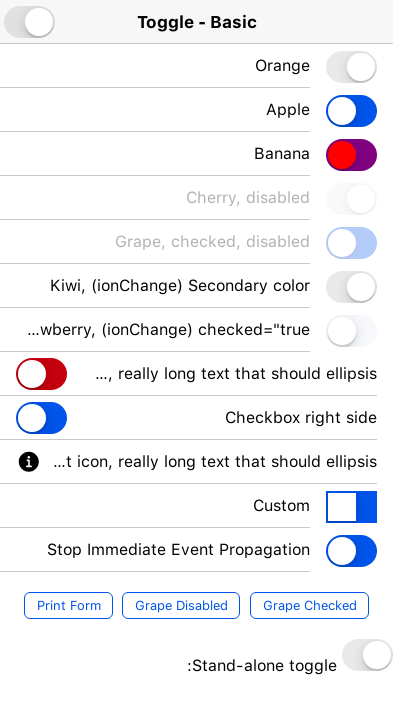 Toggle - Basic
Orange
Apple
Banana
Cherry, disabled
Grape, checked, disabled
Kiwi, (ionChange) Secondary color
...wberry, (ionChange) checked="true
..., really long text that should ellipsis
Checkbox right side
...t icon, really long text that should ellipsis
Custom
Stop Immediate Event Propagation
Print Form Grape Disabled Grape Checked
:Stand-alone toggle